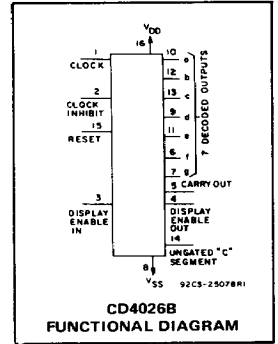 VDD
16
1
CLOCK
10 a
12 b
2
CLOCK INHIBIT
13 c
9 d
15
RESET
11 e
6 f
7 g
7 DECODED OUTPUTS
5 CARRY OUT
3
DISPLAY ENABLE IN
4
DISPLAY ENABLE OUT
14
UNGATED "C" SEGMENT
8
VSS
92CS-25078R1
CD4026B
FUNCTIONAL DIAGRAM